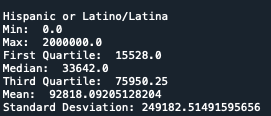 Hispanic or Latino/Latina
Min:  0.0
Max:  2000000.0
First Quartile:  15528.0
Median:  33642.0
Third Quartile:  75950.25
Mean:  92818.09205128204
Standard Desviation: 249182.51491595656